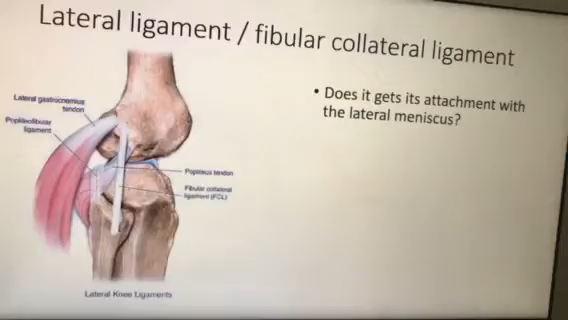 Lateral ligament / fibular collateral ligament
• Does it gets its attachment with
the lateral meniscus?
Lateral gastrocnemius
tendon
Popliteofibular
ligament
Popliteus tendon
Fibular collateral
ligament (FCL)
Lateral Knee Ligaments